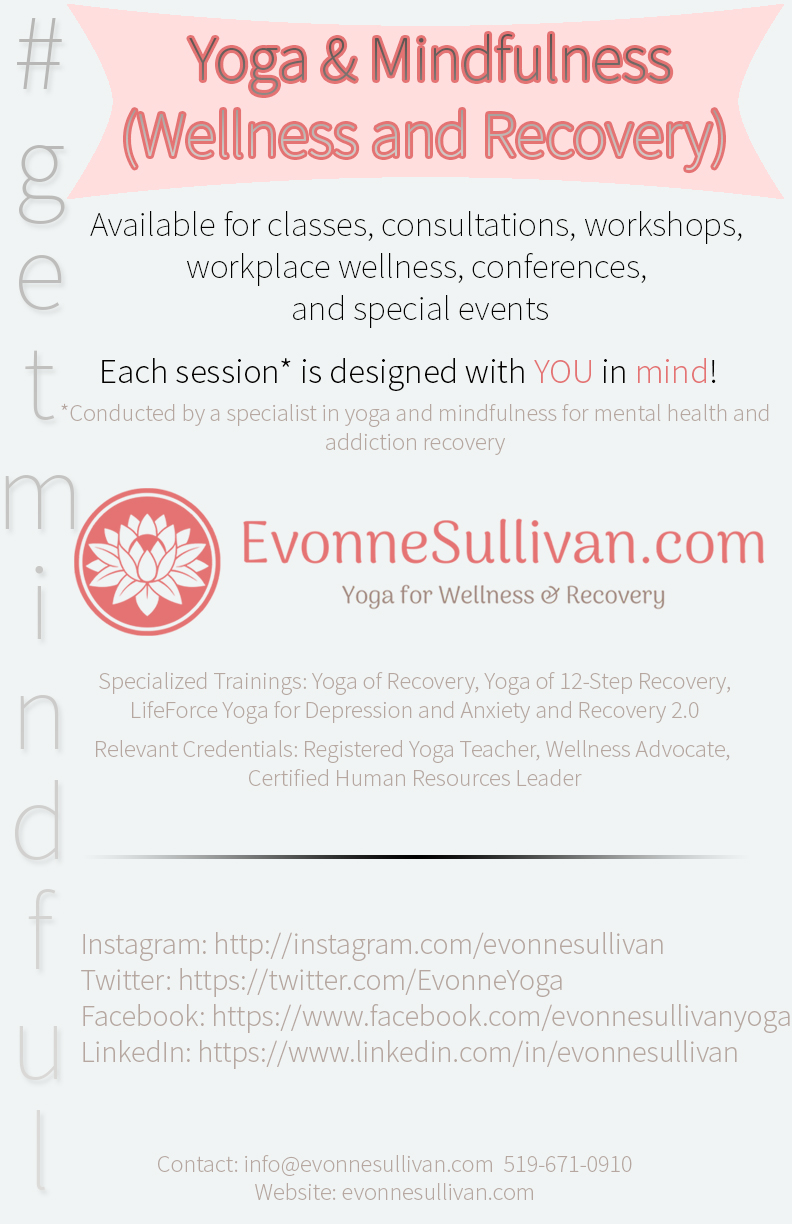 #getmindful
Yoga & Mindfulness
(Wellness and Recovery)
Available for classes, consultations, workshops,
workplace wellness, conferences,
and special events
Each session* is designed with YOU in mind!
*Conducted by a specialist in yoga and mindfulness for mental health and
addiction recovery
EvonneSullivan.com
Yoga for Wellness & Recovery
Specialized Trainings: Yoga of Recovery, Yoga of 12-Step Recovery,
LifeForce Yoga for Depression and Anxiety and Recovery 2.0
Relevant Credentials: Registered Yoga Teacher, Wellness Advocate,
Certified Human Resources Leader
Instagram: http://instagram.com/evonnesullivan
Twitter: https://twitter.com/EvonneYoga
Facebook: https://www.facebook.com/evonnesullivanyoga
LinkedIn: https://www.linkedin.com/in/evonnesullivan
Contact: info@evonnesullivan.com 519-671-0910
Website: evonnesullivan.com